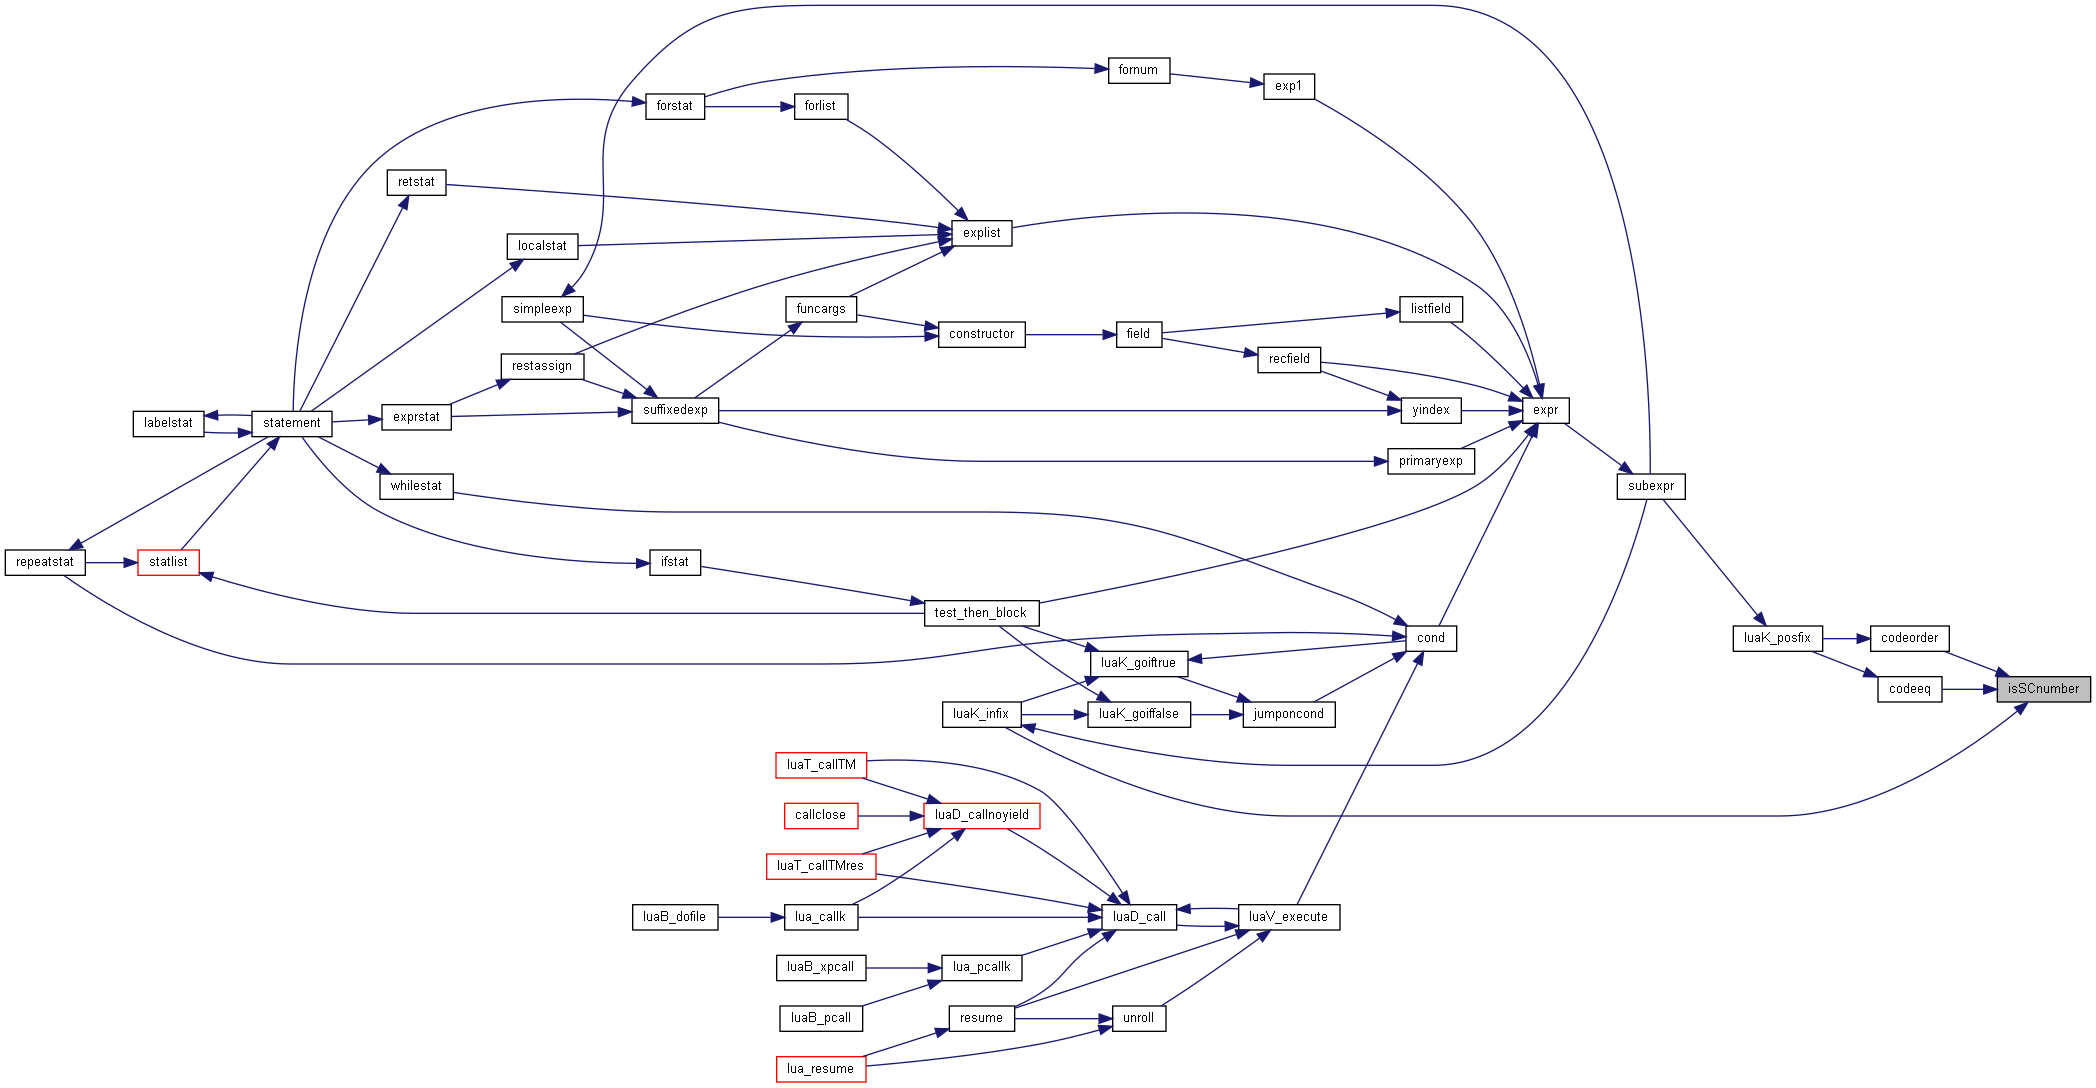 fornum
exp1
forstat
forlist
retstat
explist
localstat
simpleexp
funcargs
listfield
constructor
field
recfield
restassign
suffixedexp
yindex
expr
labelstat
statement
exprstat
primaryexp
whilestat
subexpr
repeatstat
statlist
ifstat
test_then_block
cond
luaK_posfix
codeorder
luaK_goiftrue
isSCnumber
codeeq
luaK_infix
luaK_goiffalse
jumponcond
luaT_callTM
callclose
luaD_callnoyield
luaT_callTMres
luaB_dofile
lua_callk
luaD_call
luaV_execute
luaB_xpcall
lua_pcallk
luaB_pcall
resume
unroll
lua_resume